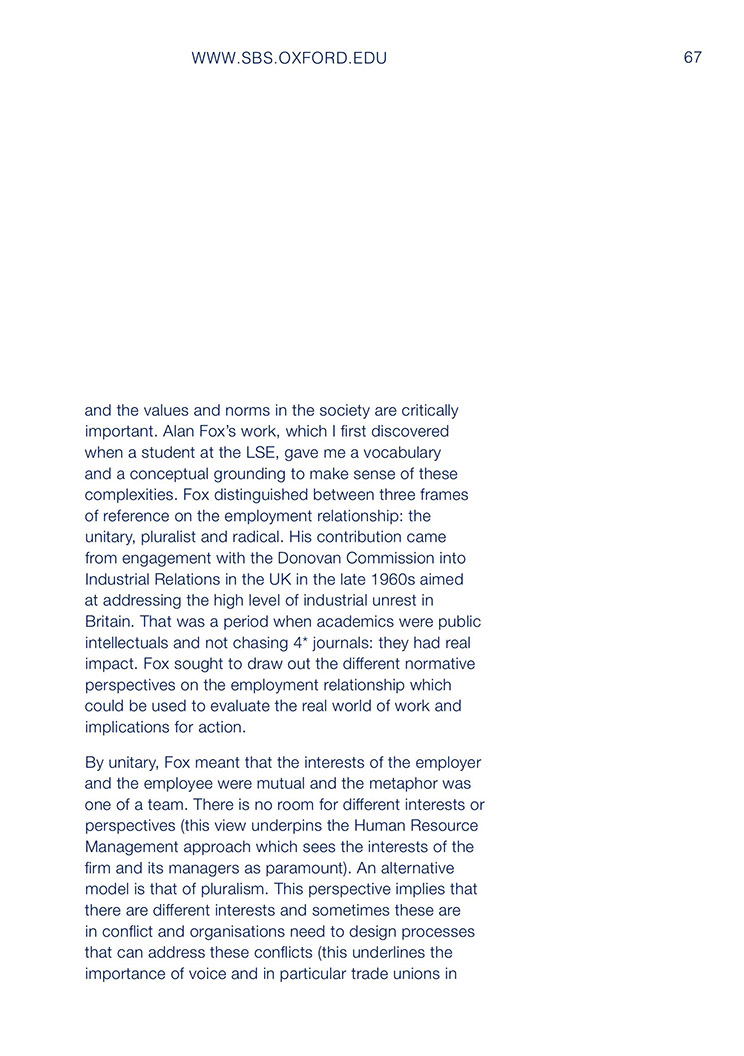 WWW.SBS.OXFORD.EDU
67
and the values and norms in the society are critically
important. Alan Fox’s work, which I first discovered
when a student at the LSE, gave me a vocabulary
and a conceptual grounding to make sense of these
complexities. Fox distinguished between three frames
of reference on the employment relationship: the
unitary, pluralist and radical. His contribution came
from engagement with the Donovan Commission into
Industrial Relations in the UK in the late 1960s aimed
at addressing the high level of industrial unrest in
Britain. That was a period when academics were public
intellectuals and not chasing 4* journals: they had real
impact. Fox sought to draw out the different normative
perspectives on the employment relationship which
could be used to evaluate the real world of work and
implications for action.
By unitary, Fox meant that the interests of the employer
and the employee were mutual and the metaphor was
one of a team. There is no room for different interests or
perspectives (this view underpins the Human Resource
Management approach which sees the interests of the
firm and its managers as paramount). An alternative
model is that of pluralism. This perspective implies that
there are different interests and sometimes these are
in conflict and organisations need to design processes
that can address these conflicts (this underlines the
importance of voice and in particular trade unions in